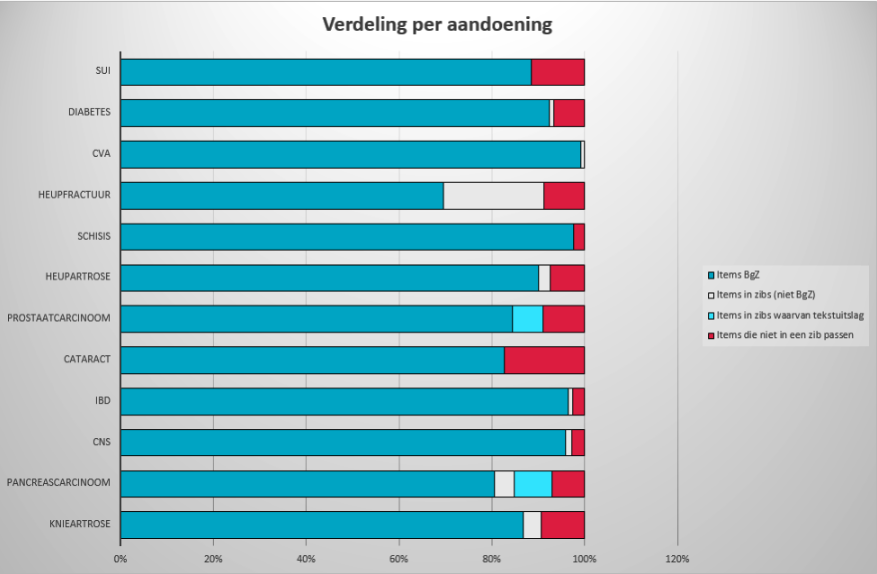 Verdeling per aandoening
SUI
DIABETES
CVA
HEUPFRACTUUR
SCHISIS
HEUPARTROSE
PROSTAATCARCINOOM
CATARACT
IBD
CNS
PANCREASCARCINOOM
KNIEARTROSE
0% 20% 40% 60% 80% 100% 120%
Items BgZ
Items in zibs (niet BgZ)
Items in zibs waarvan tekstuitslag
Items die niet in een zib passen